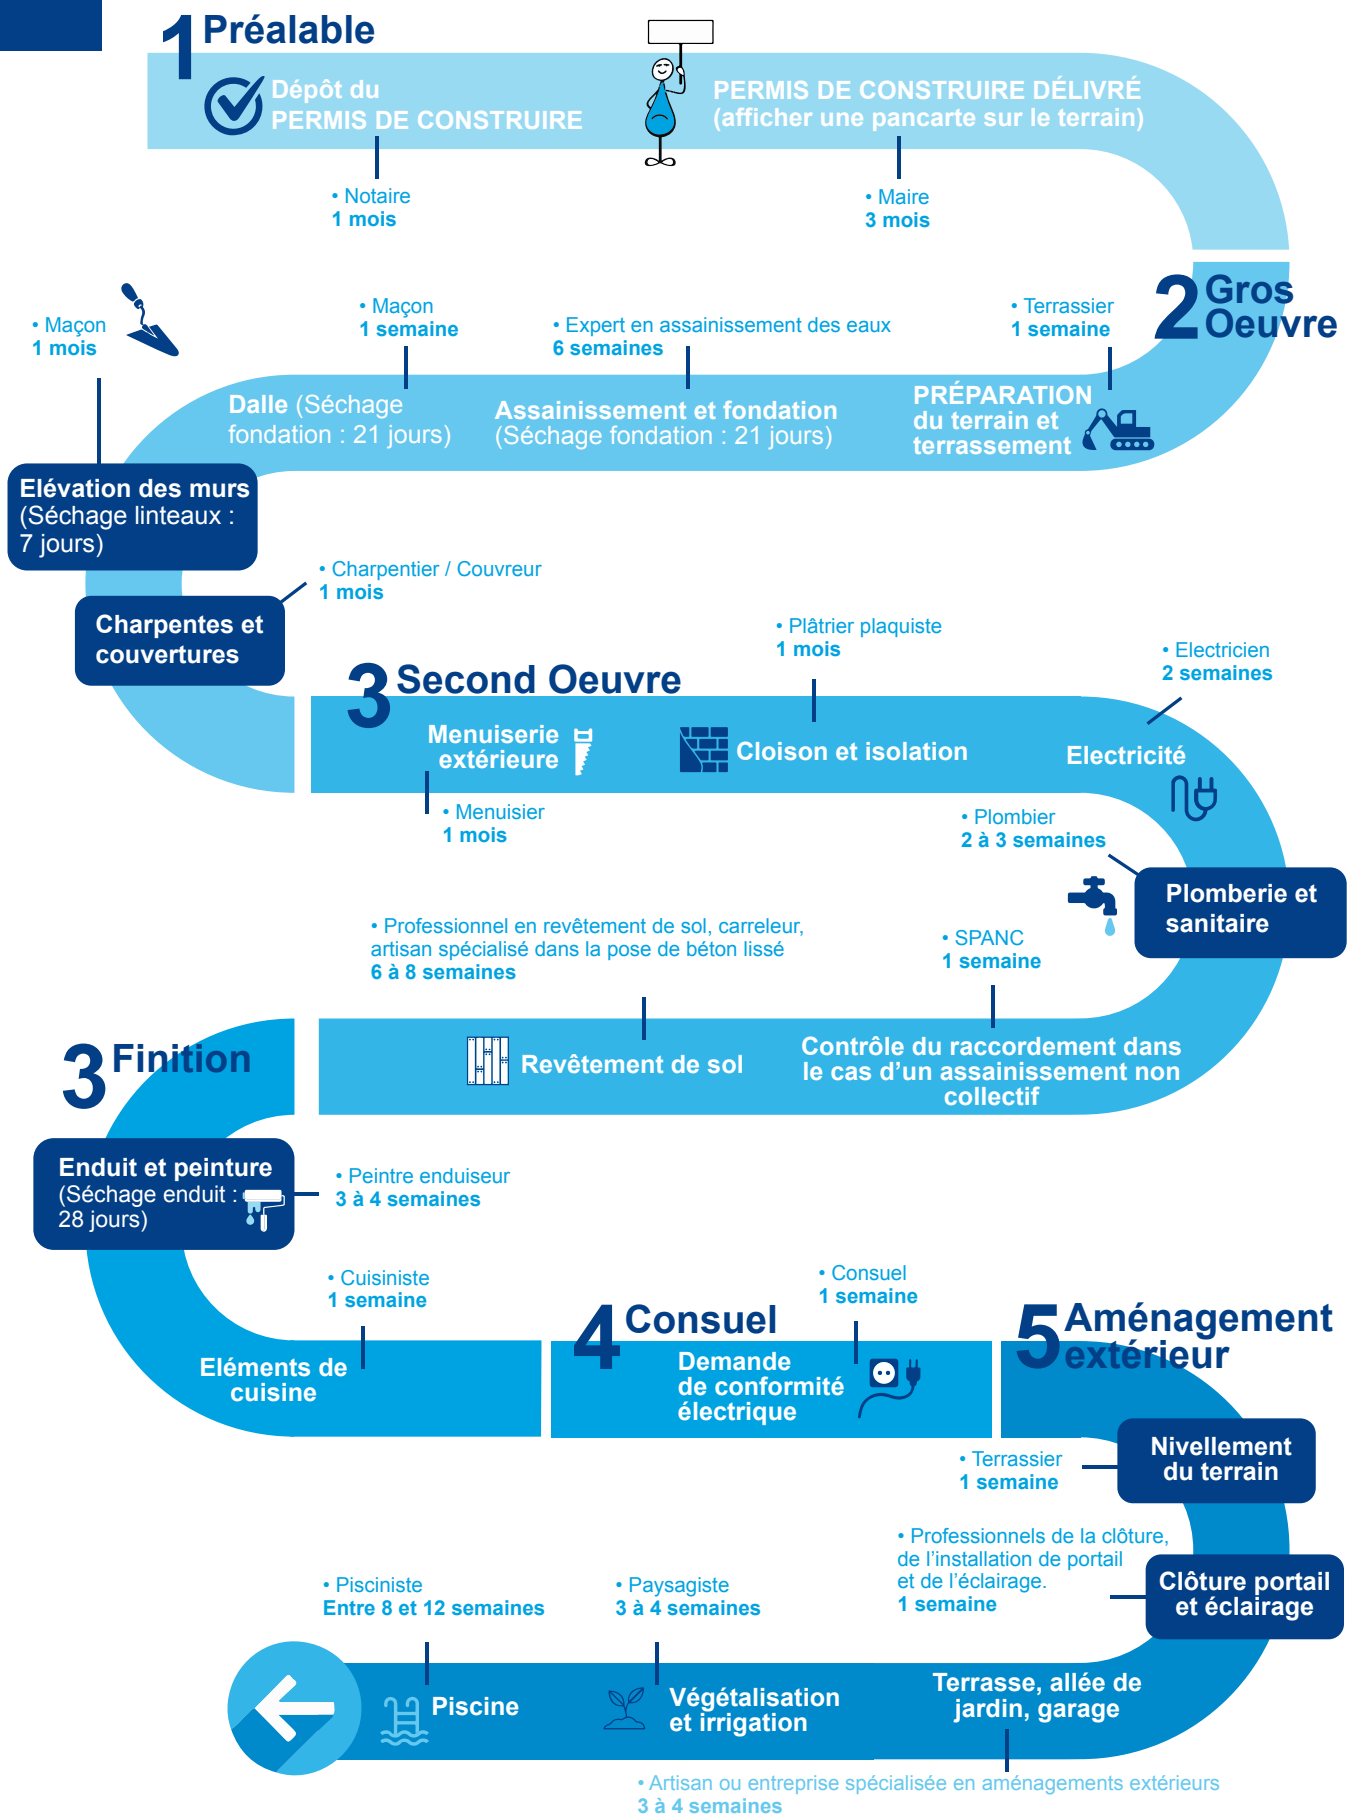 1 Préalable
Dépôt du
PERMIS DE CONSTRUIRE
PERMIS DE CONSTRUIRE DÉLIVRÉ
(afficher une pancarte sur le terrain)
• Notaire
1 mois
• Maire
3 mois
2 Gros
Oeuvre
• Terrassier
1 semaine
PRÉPARATION
du terrain et
terrassement
• Expert en assainissement des eaux
6 semaines
Assainissement et fondation
(Séchage fondation : 21 jours)
• Maçon
1 semaine
Dalle (Séchage
fondation : 21 jours)
• Maçon
1 mois
Elévation des murs
(Séchage linteaux :
7 jours)
• Charpentier / Couvreur
1 mois
Charpentes et
couvertures
3 Second Oeuvre
Menuiserie
extérieure
• Menuisier
1 mois
• Plâtrier plaquiste
1 mois
Cloison et isolation
• Electricien
2 semaines
Electricité
• Plombier
2 à 3 semaines
Plomberie et
sanitaire
• SPANC
1 semaine
Contrôle du raccordement dans
le cas d'un assainissement non
collectif
• Professionnel en revêtement de sol, carreleur,
artisan spécialisé dans la pose de béton lissé
6 à 8 semaines
Revêtement de sol
3 Finition
Enduit et peinture
(Séchage enduit :
28 jours)
• Peintre enduiseur
3 à 4 semaines
• Cuisiniste
1 semaine
Eléments de
cuisine
4 Consuel
• Consuel
1 semaine
Demande
de conformité
électrique
5 Aménagement
extérieur
• Terrassier
1 semaine
Nivellement
du terrain
• Professionnels de la clôture,
de l'installation de portail
et de l'éclairage.
1 semaine
Clôture portail
et éclairage
Terrasse, allée de
jardin, garage
• Artisan ou entreprise spécialisée en aménagements extérieurs
3 à 4 semaines
• Paysagiste
3 à 4 semaines
Végétalisation
et irrigation
• Pisciniste
Entre 8 et 12 semaines
Piscine